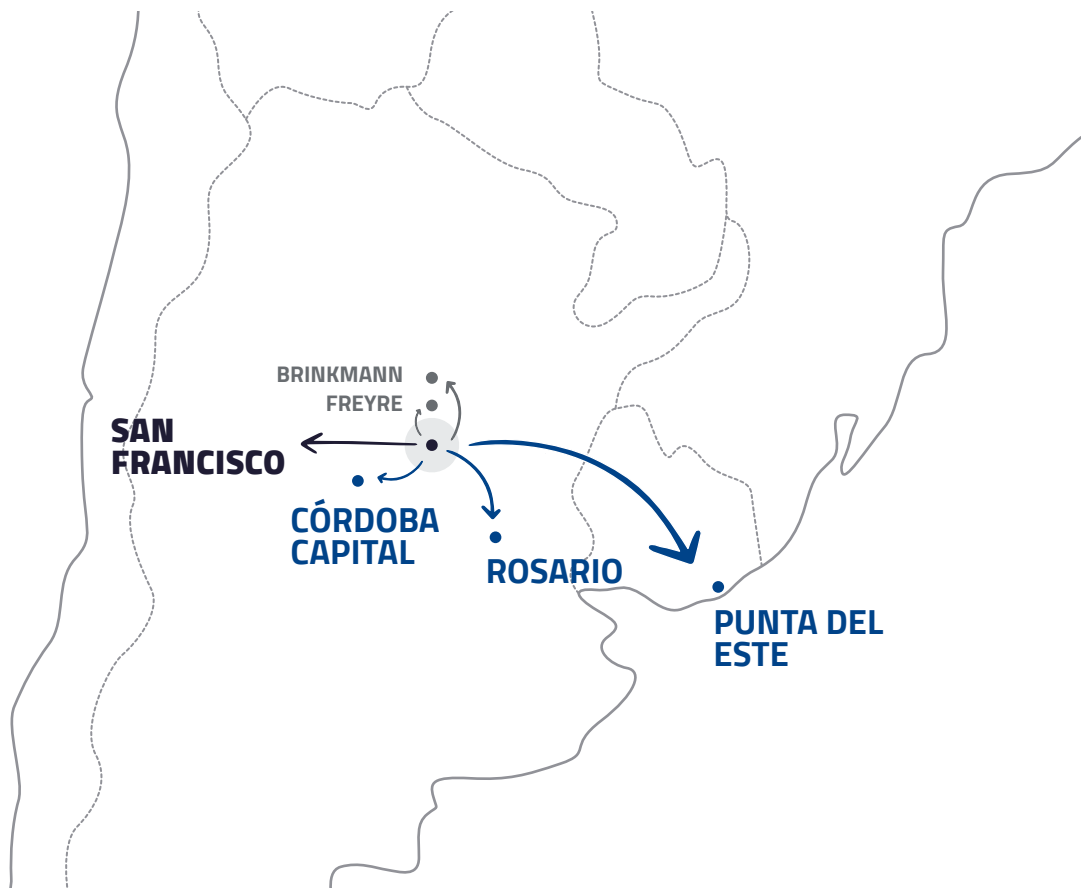 BRINKMANN
FREYRE
SAN
FRANCISCO
CÓRDOBA
CAPITAL
ROSARIO
PUNTA DEL
ESTE